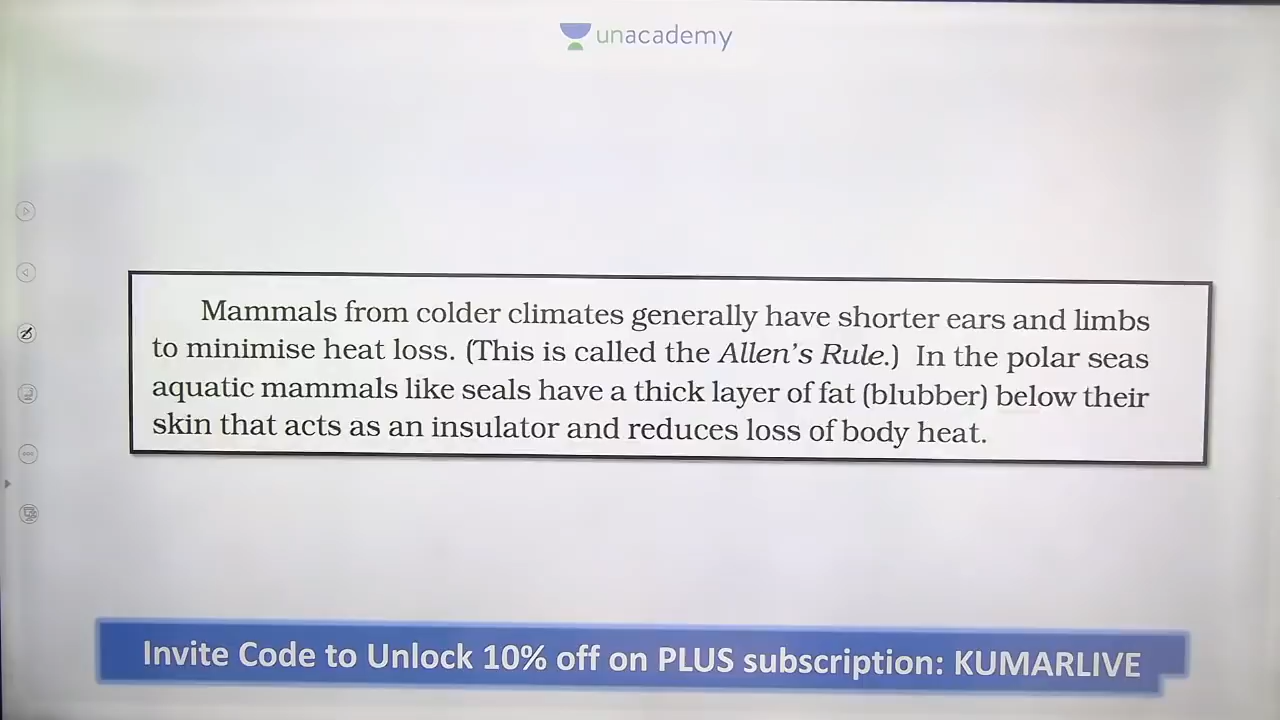 unacademy
Mammals from colder climates generally have shorter ears and limbs
to minimise heat loss. (This is called the Allen's Rule.) In the polar seas
aquatic mammals like seals have a thick layer of fat (blubber) below their
skin that acts as an insulator and reduces loss of body heat.
Invite Code to Unlock 10% off on PLUS subscription: KUMARLIVE